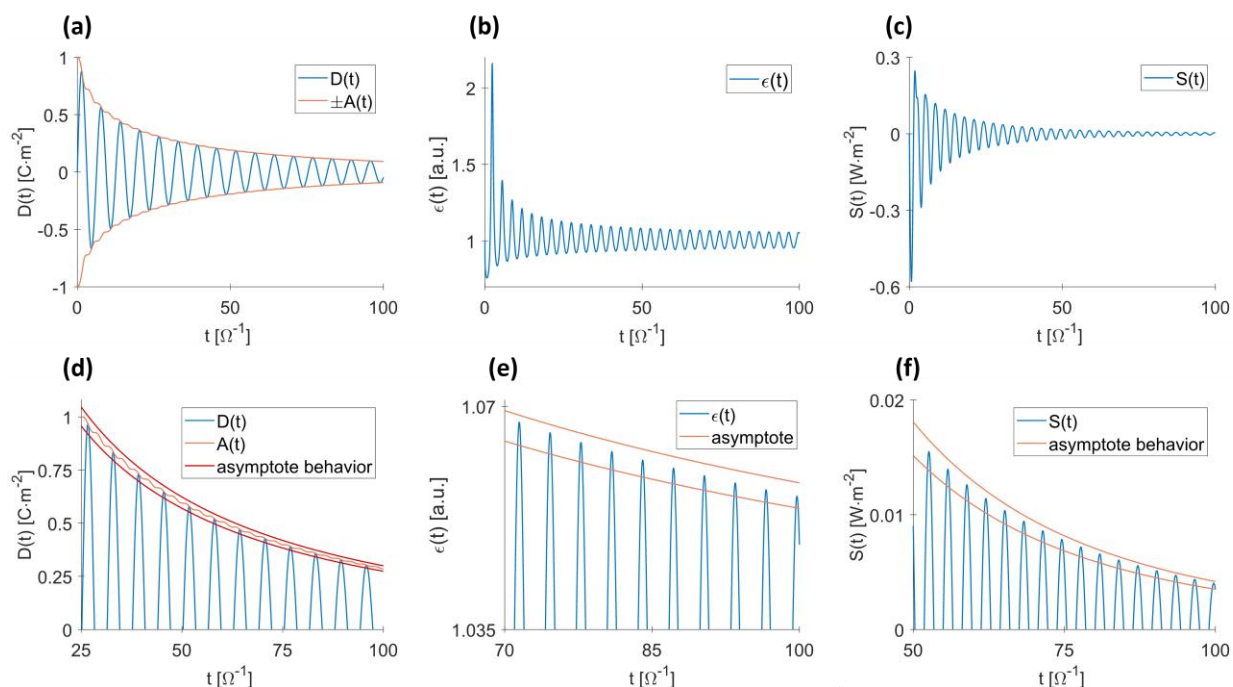 (a)
D(t) [C·m⁻²]
1
0.5
0
-0.5
-1
0
50
100
t [Ω⁻¹]
D(t)
±A(t)
(b)
ϵ(t) [a.u.]
2
1.5
1
0
50
100
t [Ω⁻¹]
ϵ(t)
(c)
S(t) [W·m⁻²]
0.3
0
-0.3
-0.6
0
50
100
t [Ω⁻¹]
S(t)
(d)
D(t) [C·m⁻²]
1
0.75
0.5
0.25
0
25
50
75
100
t [Ω⁻¹]
D(t)
A(t)
asymptote behavior
(e)
ϵ(t) [a.u.]
1.07
1.035
70
85
100
t [Ω⁻¹]
ϵ(t)
asymptote
(f)
S(t) [W·m⁻²]
0.02
0.01
0
50
75
100
t [Ω⁻¹]
S(t)
asymptote behavior